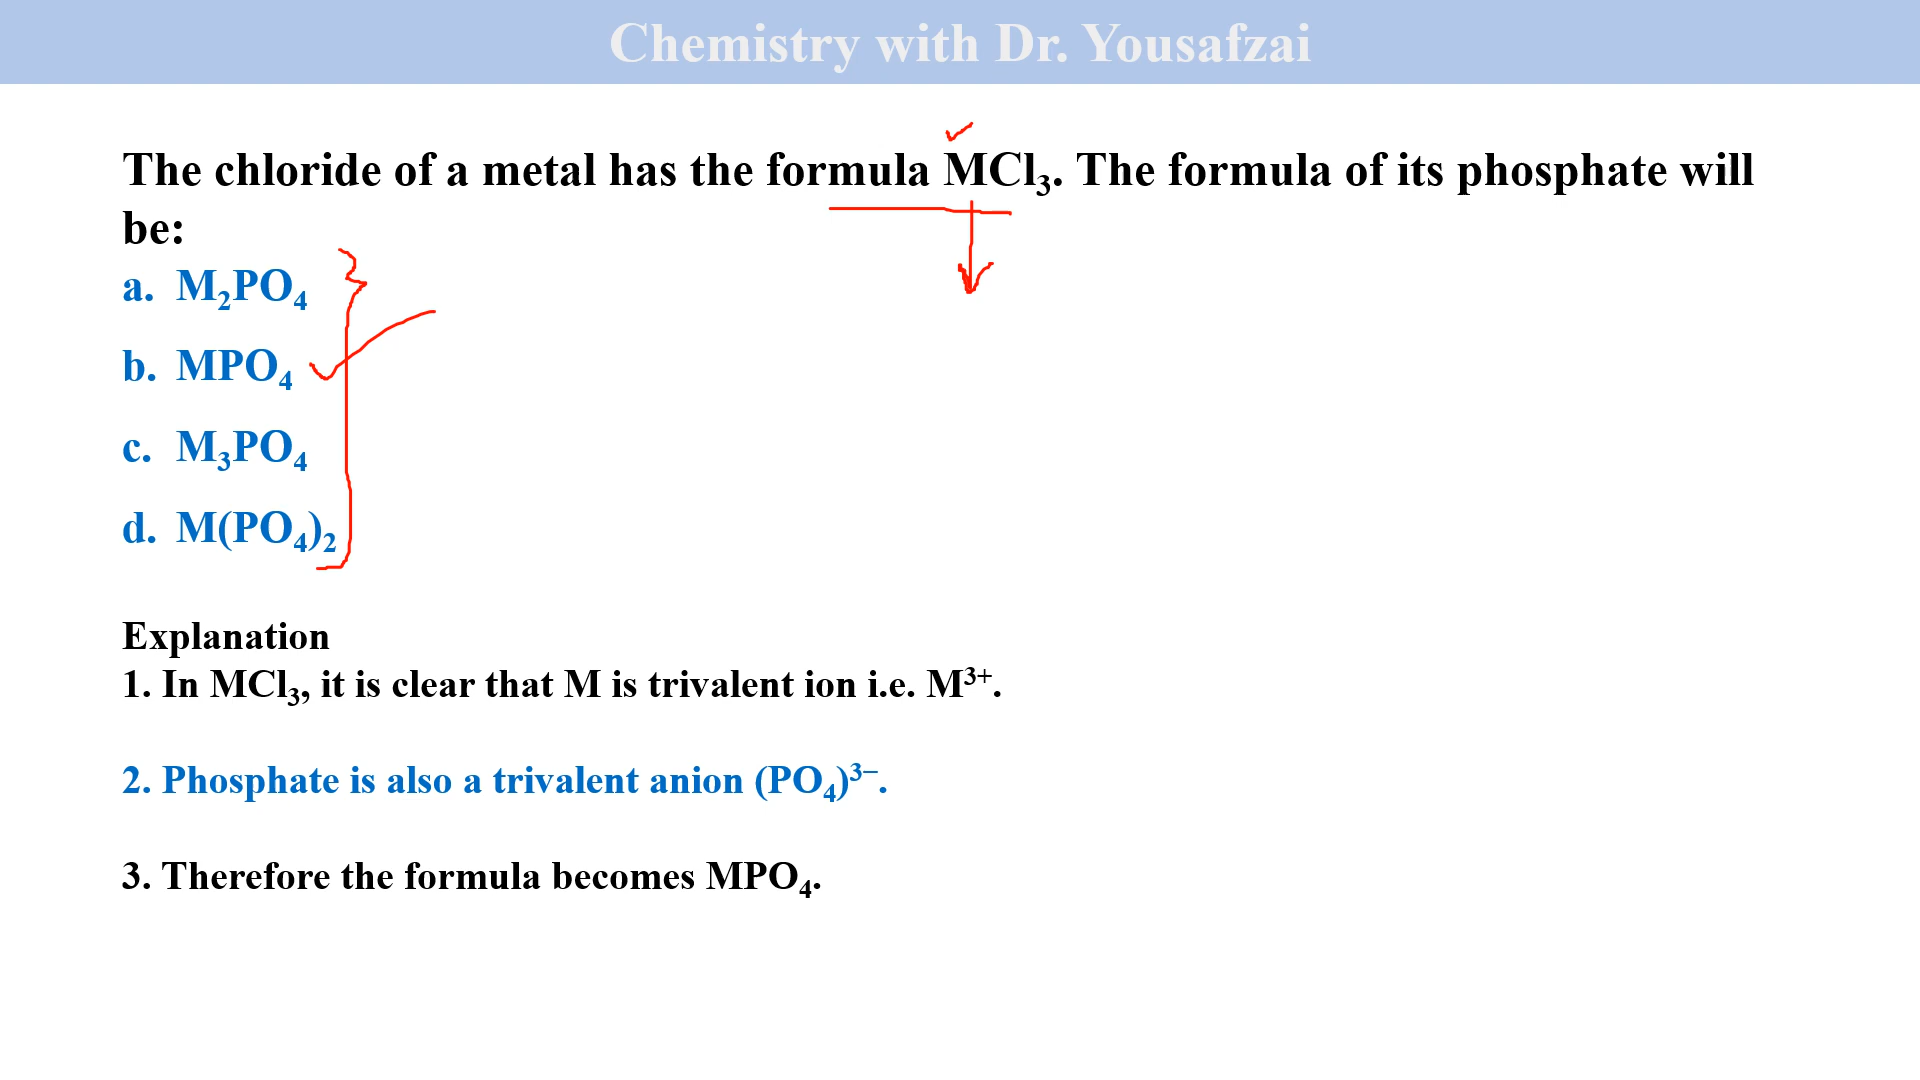 Chemistry with Dr. Yousafzai
The chloride of a metal has the formula MCl₃. The formula of its phosphate will
be:
a. M₂PO₄
b. MPO₄
c. M₃PO₄
d. M(PO₄)₂
Explanation
1. In MCl₃, it is clear that M is trivalent ion i.e. M³⁺.
2. Phosphate is also a trivalent anion (PO₄)³⁻.
3. Therefore the formula becomes MPO₄.